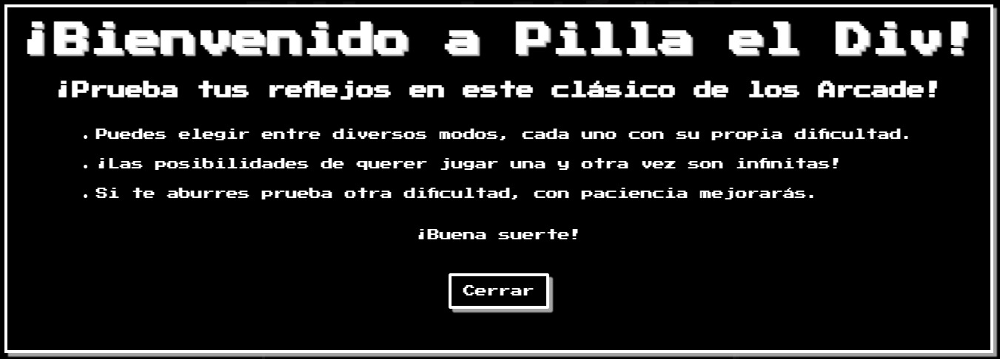 ¡Bienvenido a Pilla el Div!
¡Prueba tus reflejos en este clásico de los Arcade!
• Puedes elegir entre diversos modos, cada uno con su propia dificultad.
• ¡Las posibilidades de querer jugar una y otra vez son infinitas!
• Si te aburres prueba otra dificultad, con paciencia mejorarás.
¡Buena suerte!
Cerrar